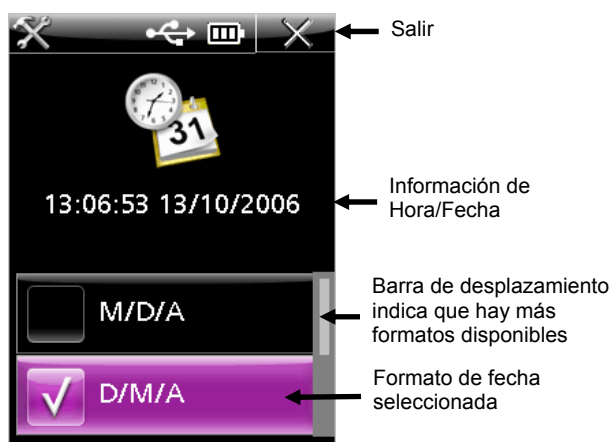 Salir
31
13:06:53 13/10/2006
Información de
Hora/Fecha
M/D/A
Barra de desplazamiento
indica que hay más
formatos disponibles
D/M/A
Formato de fecha
seleccionada